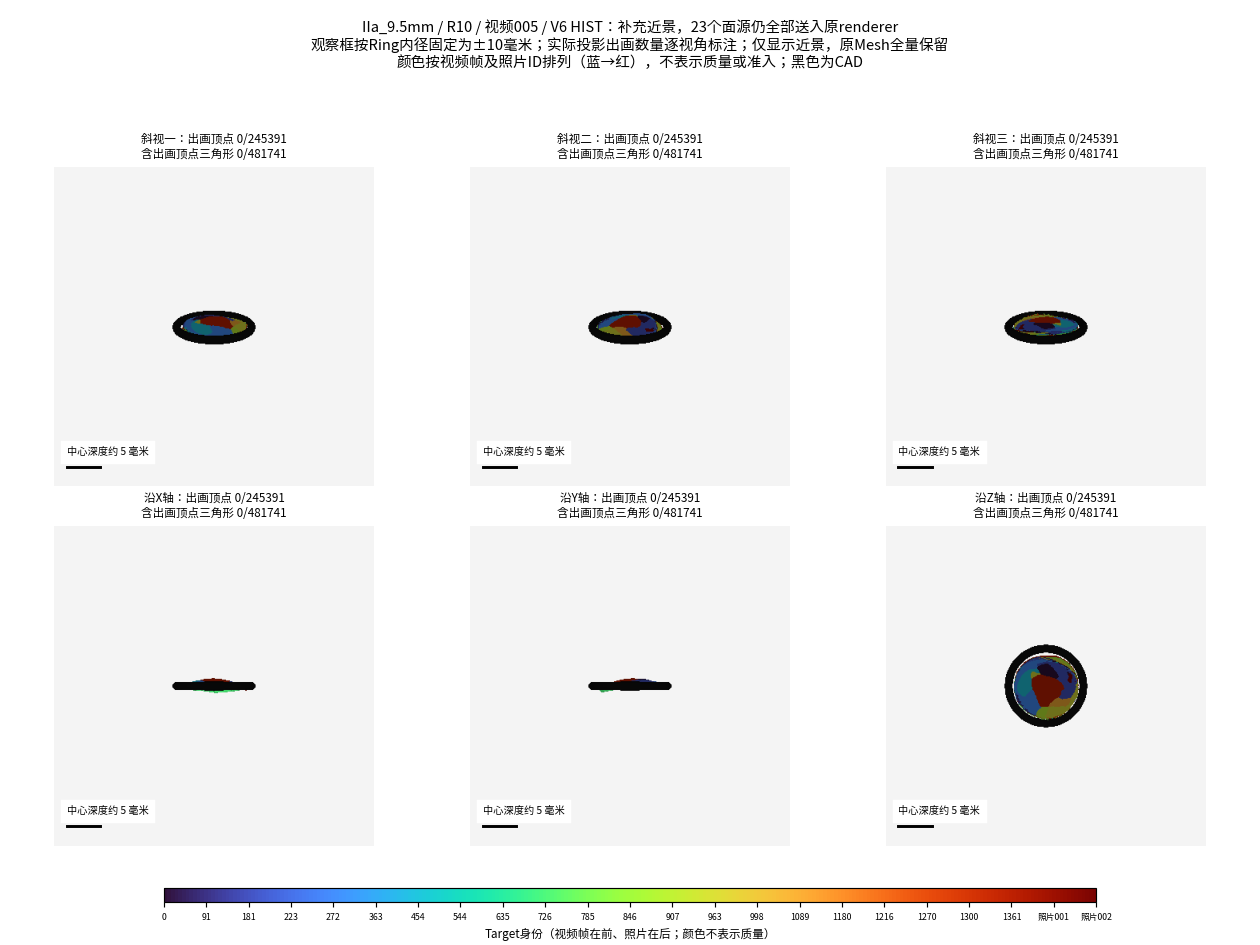 IIa_9.5mm / R10 / 视频005 / V6 HIST：补充近景，23个面源仍全部送入原renderer
观察框按Ring内径固定为±10毫米；实际投影出画数量逐视角标注；仅显示近景，原Mesh全量保留
颜色按视频帧及照片ID排列（蓝→红），不表示质量或准入；黑色为CAD
斜视一：出画顶点 0/245391
含出画顶点三角形 0/481741
斜视二：出画顶点 0/245391
含出画顶点三角形 0/481741
斜视三：出画顶点 0/245391
含出画顶点三角形 0/481741
中心深度约 5 毫米
中心深度约 5 毫米
中心深度约 5 毫米
沿X轴：出画顶点 0/245391
含出画顶点三角形 0/481741
沿Y轴：出画顶点 0/245391
含出画顶点三角形 0/481741
沿Z轴：出画顶点 0/245391
含出画顶点三角形 0/481741
中心深度约 5 毫米
中心深度约 5 毫米
中心深度约 5 毫米
0 91 181 223 272 363 454 544 635 726 785 846 907 963 998 1089 1180 1216 1270 1300 1361 照片001 照片002
Target身份（视频帧在前、照片在后；颜色不表示质量）